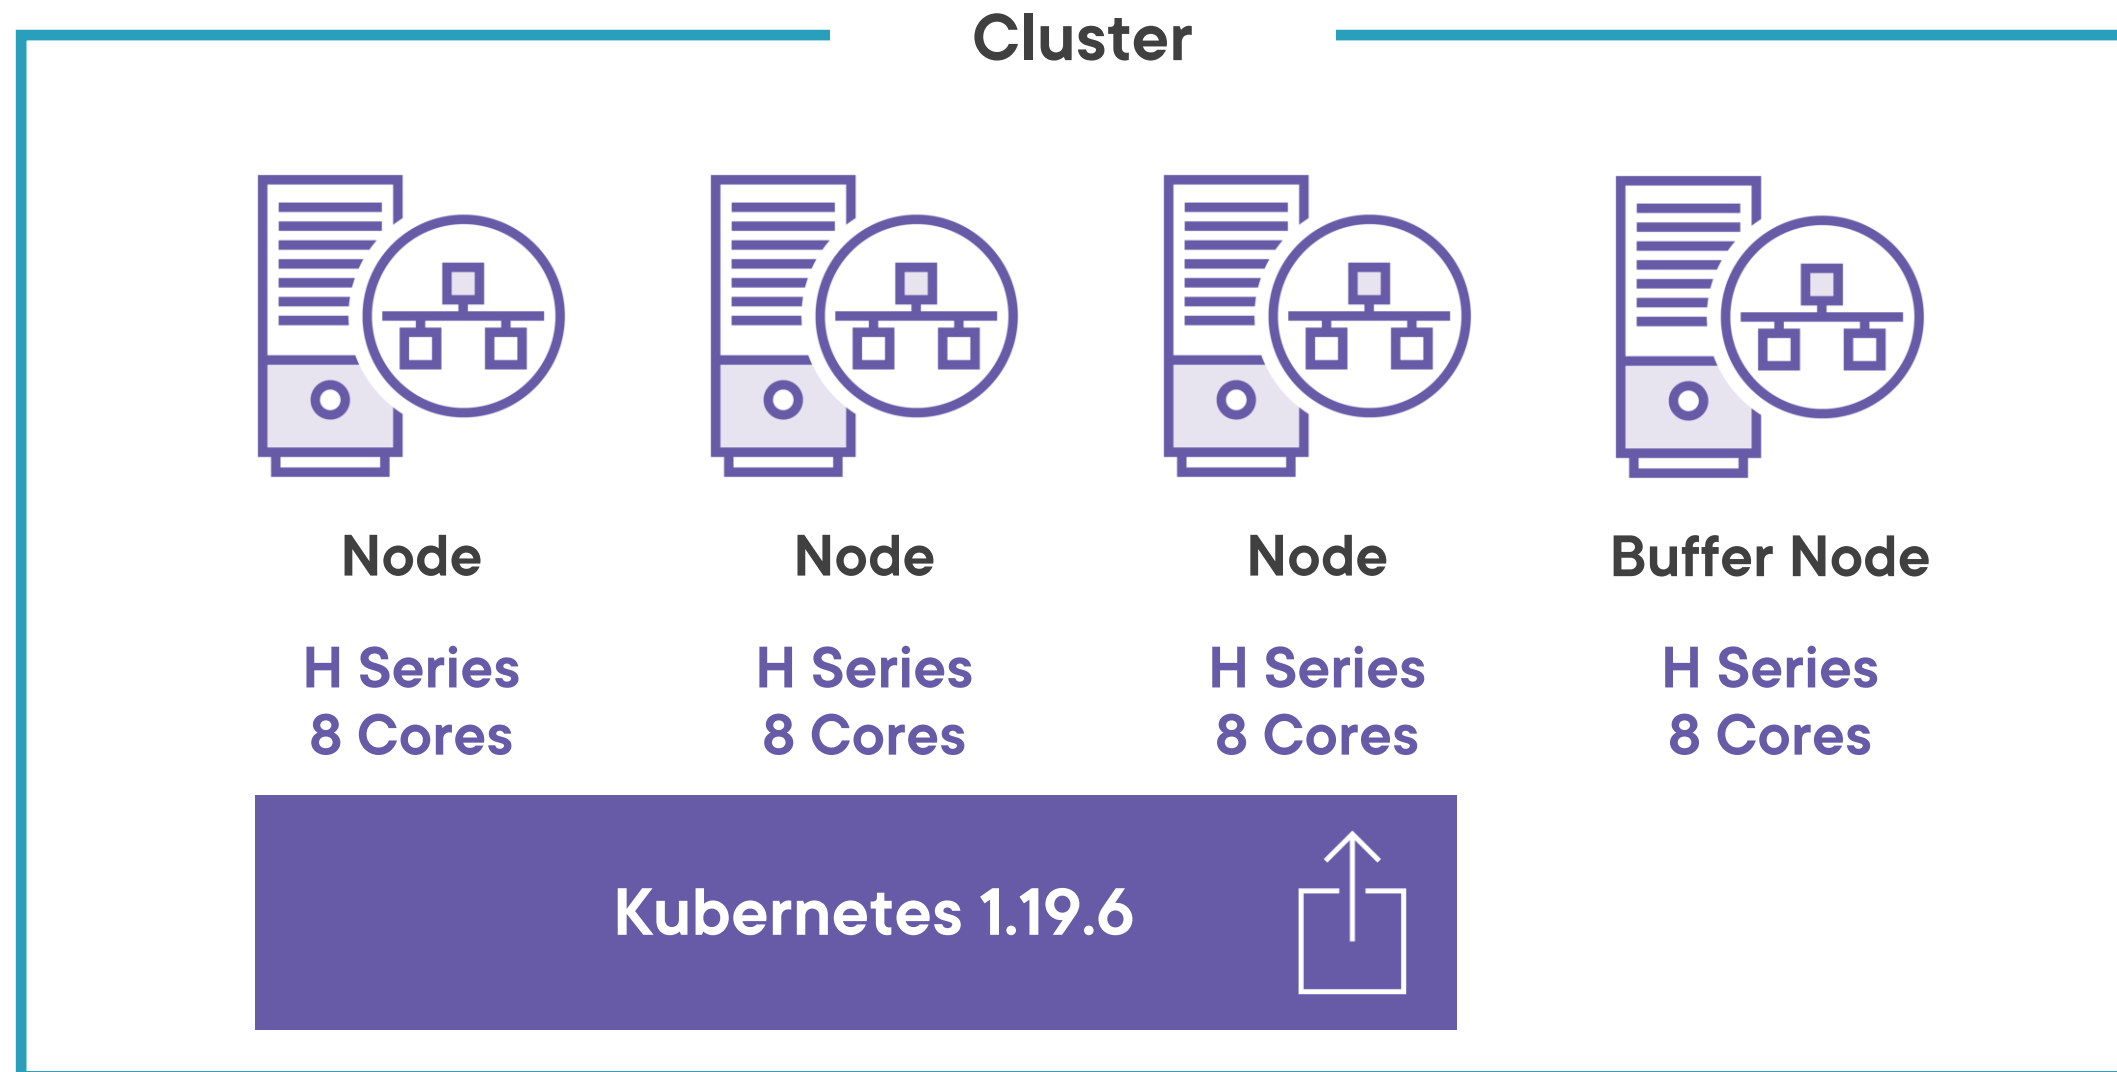 Cluster
Node
Node
Node
Buffer Node
H Series
8 Cores
H Series
8 Cores
H Series
8 Cores
H Series
8 Cores
Kubernetes 1.19.6